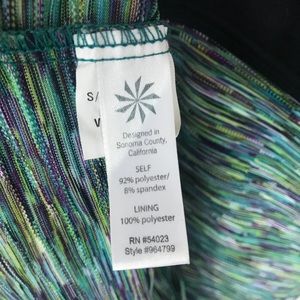 S/
V
Designed in
Sonoma County,
California
SELF
92% polyester/
8% spandex
LINING
100% polyester
RN #54023
Style #964799